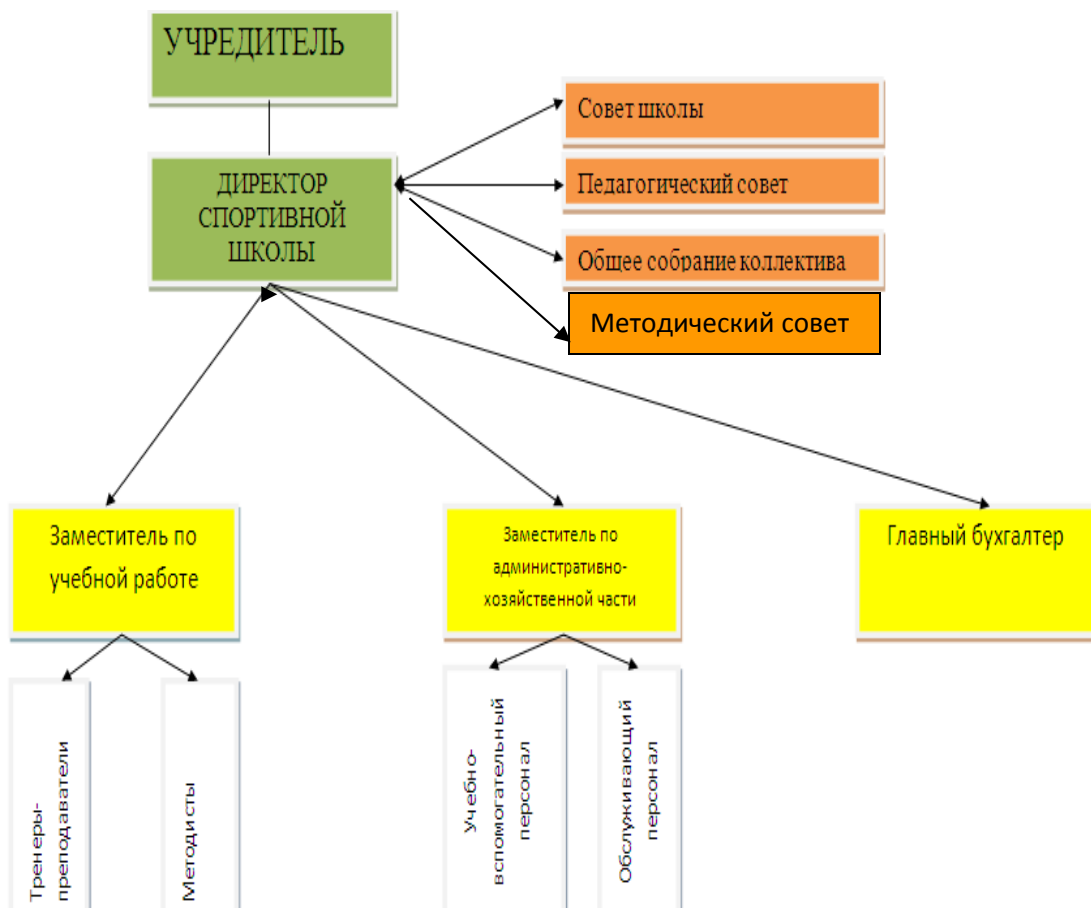 УЧРЕДИТЕЛЬ
ДИРЕКТОР
СПОРТИВНОЙ
ШКОЛЫ
Совет школы
Педагогический совет
Общее собрание коллектива
Методический совет
Заместитель по
учебной работе
Заместитель по
административно-
хозяйственной части
Главный бухгалтер
Тренеры-
преподаватели
Методисты
Учебно-
вспомогательный
персонал
Обслуживающий
персонал